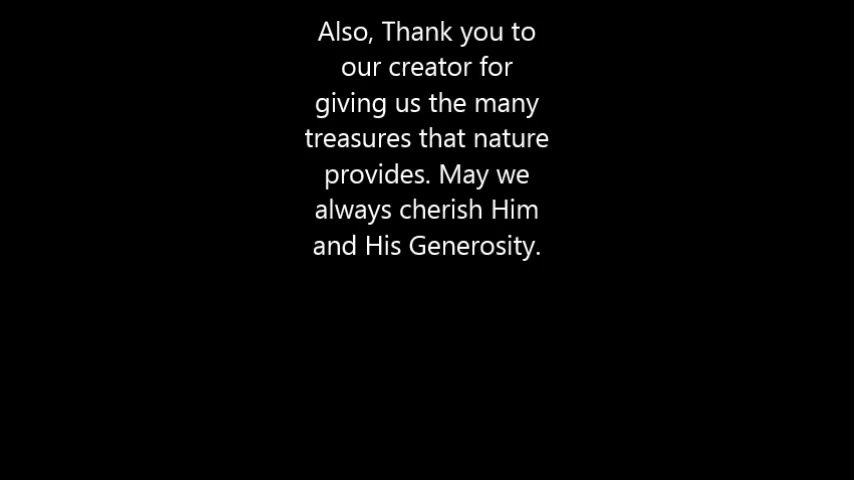 Also, Thank you to
our creator for
giving us the many
treasures that nature
provides. May we
always cherish Him
and His Generosity.